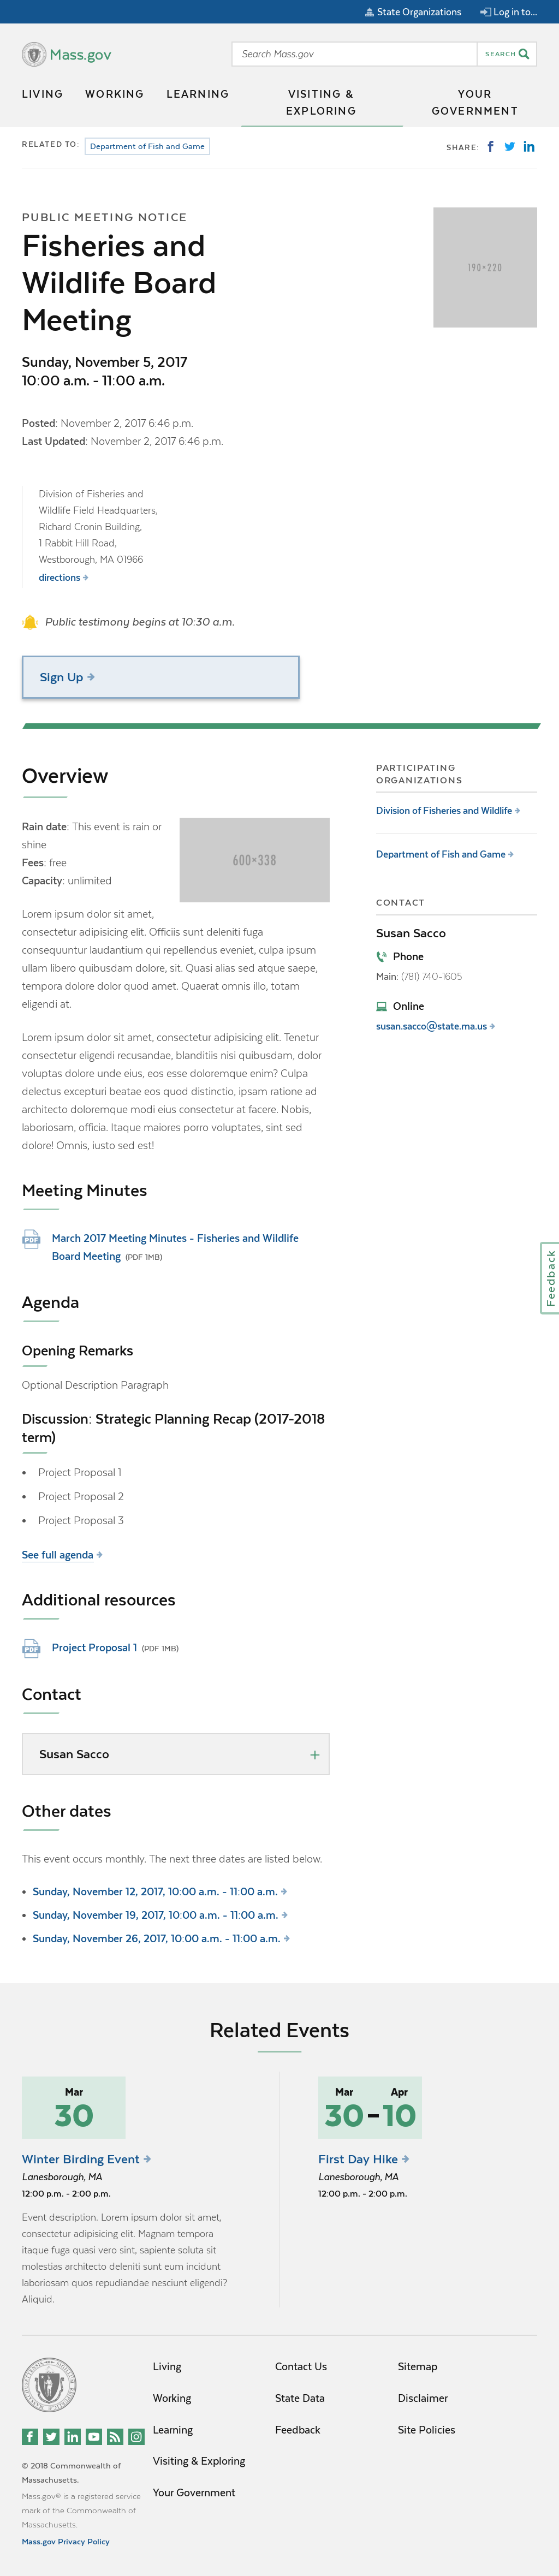 State Organizations
Log in to...
Mass.gov
Search Mass.gov
SEARCH
LIVING
WORKING
LEARNING
VISITING &
EXPLORING
YOUR
GOVERNMENT
RELATED TO:
Department of Fish and Game
SHARE:
PUBLIC MEETING NOTICE
Fisheries and
Wildlife Board
Meeting
190×220
Sunday, November 5, 2017
10:00 a.m. - 11:00 a.m.
Posted: November 2, 2017 6:46 p.m.
Last Updated: November 2, 2017 6:46 p.m.
Division of Fisheries and
Wildlife Field Headquarters,
Richard Cronin Building,
1 Rabbit Hill Road,
Westborough, MA 01966
directions
Public testimony begins at 10:30 a.m.
Sign Up
Overview
Rain date: This event is rain or
shine
Fees: free
Capacity: unlimited
600×338
Lorem ipsum dolor sit amet,
consectetur adipisicing elit. Officiis sunt deleniti fuga
consequuntur laudantium qui repellendus eveniet, culpa ipsum
ullam libero quibusdam dolore, sit. Quasi alias sed atque saepe,
tempora dolore dolor quod amet. Quaerat omnis illo, totam
eligendi at.
Lorem ipsum dolor sit amet, consectetur adipisicing elit. Tenetur
consectetur eligendi recusandae, blanditiis nisi quibusdam, dolor
voluptas dolore unde eius, eos esse doloremque enim? Culpa
delectus excepturi beatae eos quod distinctio, ipsam ratione ad
architecto doloremque modi eius consectetur at facere. Nobis,
laboriosam, officia. Itaque maiores porro voluptates, sint sed
dolore! Omnis, iusto sed est!
PARTICIPATING
ORGANIZATIONS
Division of Fisheries and Wildlife
Department of Fish and Game
CONTACT
Susan Sacco
Phone
Main: (781) 740-1605
Online
susan.sacco@state.ma.us
Feedback
Meeting Minutes
PDF
March 2017 Meeting Minutes - Fisheries and Wildlife
Board Meeting (PDF 1MB)
Agenda
Opening Remarks
Optional Description Paragraph
Discussion: Strategic Planning Recap (2017-2018
term)
• Project Proposal 1
• Project Proposal 2
• Project Proposal 3
See full agenda
Additional resources
PDF
Project Proposal 1 (PDF 1MB)
Contact
Susan Sacco
Other dates
This event occurs monthly. The next three dates are listed below.
• Sunday, November 12, 2017, 10:00 a.m. - 11:00 a.m.
• Sunday, November 19, 2017, 10:00 a.m. - 11:00 a.m.
• Sunday, November 26, 2017, 10:00 a.m. - 11:00 a.m.
Related Events
Mar
30
Winter Birding Event
Lanesborough, MA
12:00 p.m. - 2:00 p.m.
Event description. Lorem ipsum dolor sit amet,
consectetur adipisicing elit. Magnam tempora
itaque fuga quasi vero sint, sapiente soluta sit
molestias architecto deleniti sunt eum incidunt
laboriosam quos repudiandae nesciunt eligendi?
Aliquid.
Mar Apr
30-10
First Day Hike
Lanesborough, MA
12:00 p.m. - 2:00 p.m.
Living
Working
Learning
Visiting & Exploring
Your Government
Contact Us
State Data
Feedback
Sitemap
Disclaimer
Site Policies
© 2018 Commonwealth of
Massachusetts.
Mass.gov® is a registered service
mark of the Commonwealth of
Massachusetts.
Mass.gov Privacy Policy